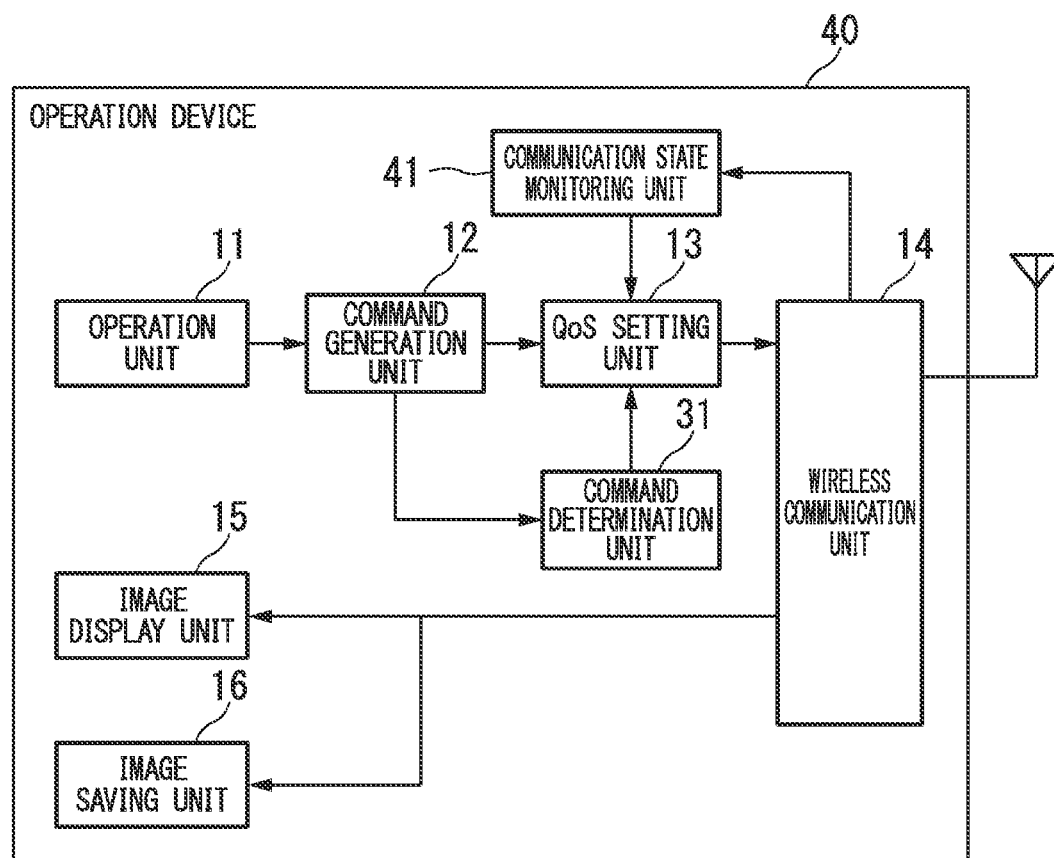 40
OPERATION DEVICE
41
COMMUNICATION STATE
MONITORING UNIT
11
12
13
14
OPERATION
UNIT
COMMAND
GENERATION
UNIT
QoS SETTING
UNIT
31
COMMAND
DETERMINATION
UNIT
WIRELESS
COMMUNICATION
UNIT
15
IMAGE
DISPLAY UNIT
16
IMAGE
SAVING UNIT